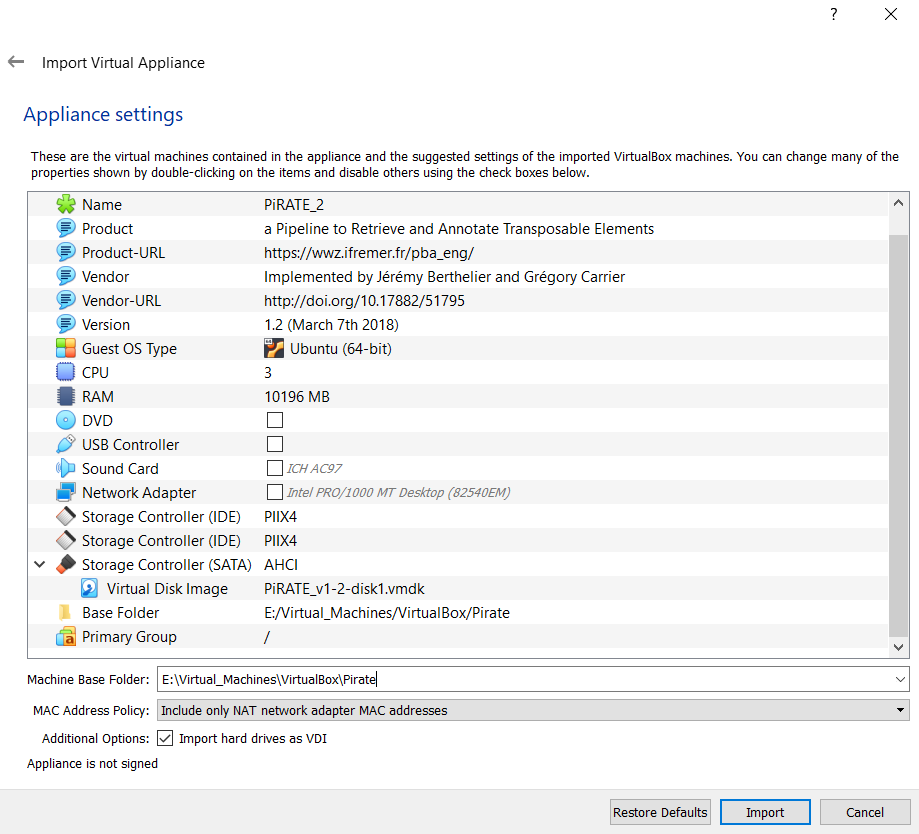 ?
Import Virtual Appliance
Appliance settings
These are the virtual machines contained in the appliance and the suggested settings of the imported VirtualBox machines. You can change many of the
properties shown by double-clicking on the items and disable others using the check boxes below.
Name PiRATE_2
Product a Pipeline to Retrieve and Annotate Transposable Elements
Product-URL https://wwz.ifremer.fr/pba_eng/
Vendor Implemented by Jérémy Berthelier and Grégory Carrier
Vendor-URL http://doi.org/10.17882/51795
Version 1.2 (March 7th 2018)
Guest OS Type Ubuntu (64-bit)
CPU 3
RAM 10196 MB
DVD
USB Controller
Sound Card ICH AC97
Network Adapter Intel PRO/1000 MT Desktop (82540EM)
Storage Controller (IDE) PIIX4
Storage Controller (IDE) PIIX4
Storage Controller (SATA) AHCI
Virtual Disk Image PiRATE_v1-2-disk1.vmdk
Base Folder E:/Virtual_Machines/VirtualBox/Pirate
Primary Group /
Machine Base Folder: E:\Virtual_Machines\VirtualBox\Pirate
MAC Address Policy: Include only NAT network adapter MAC addresses
Additional Options: Import hard drives as VDI
Appliance is not signed
Restore Defaults Import Cancel